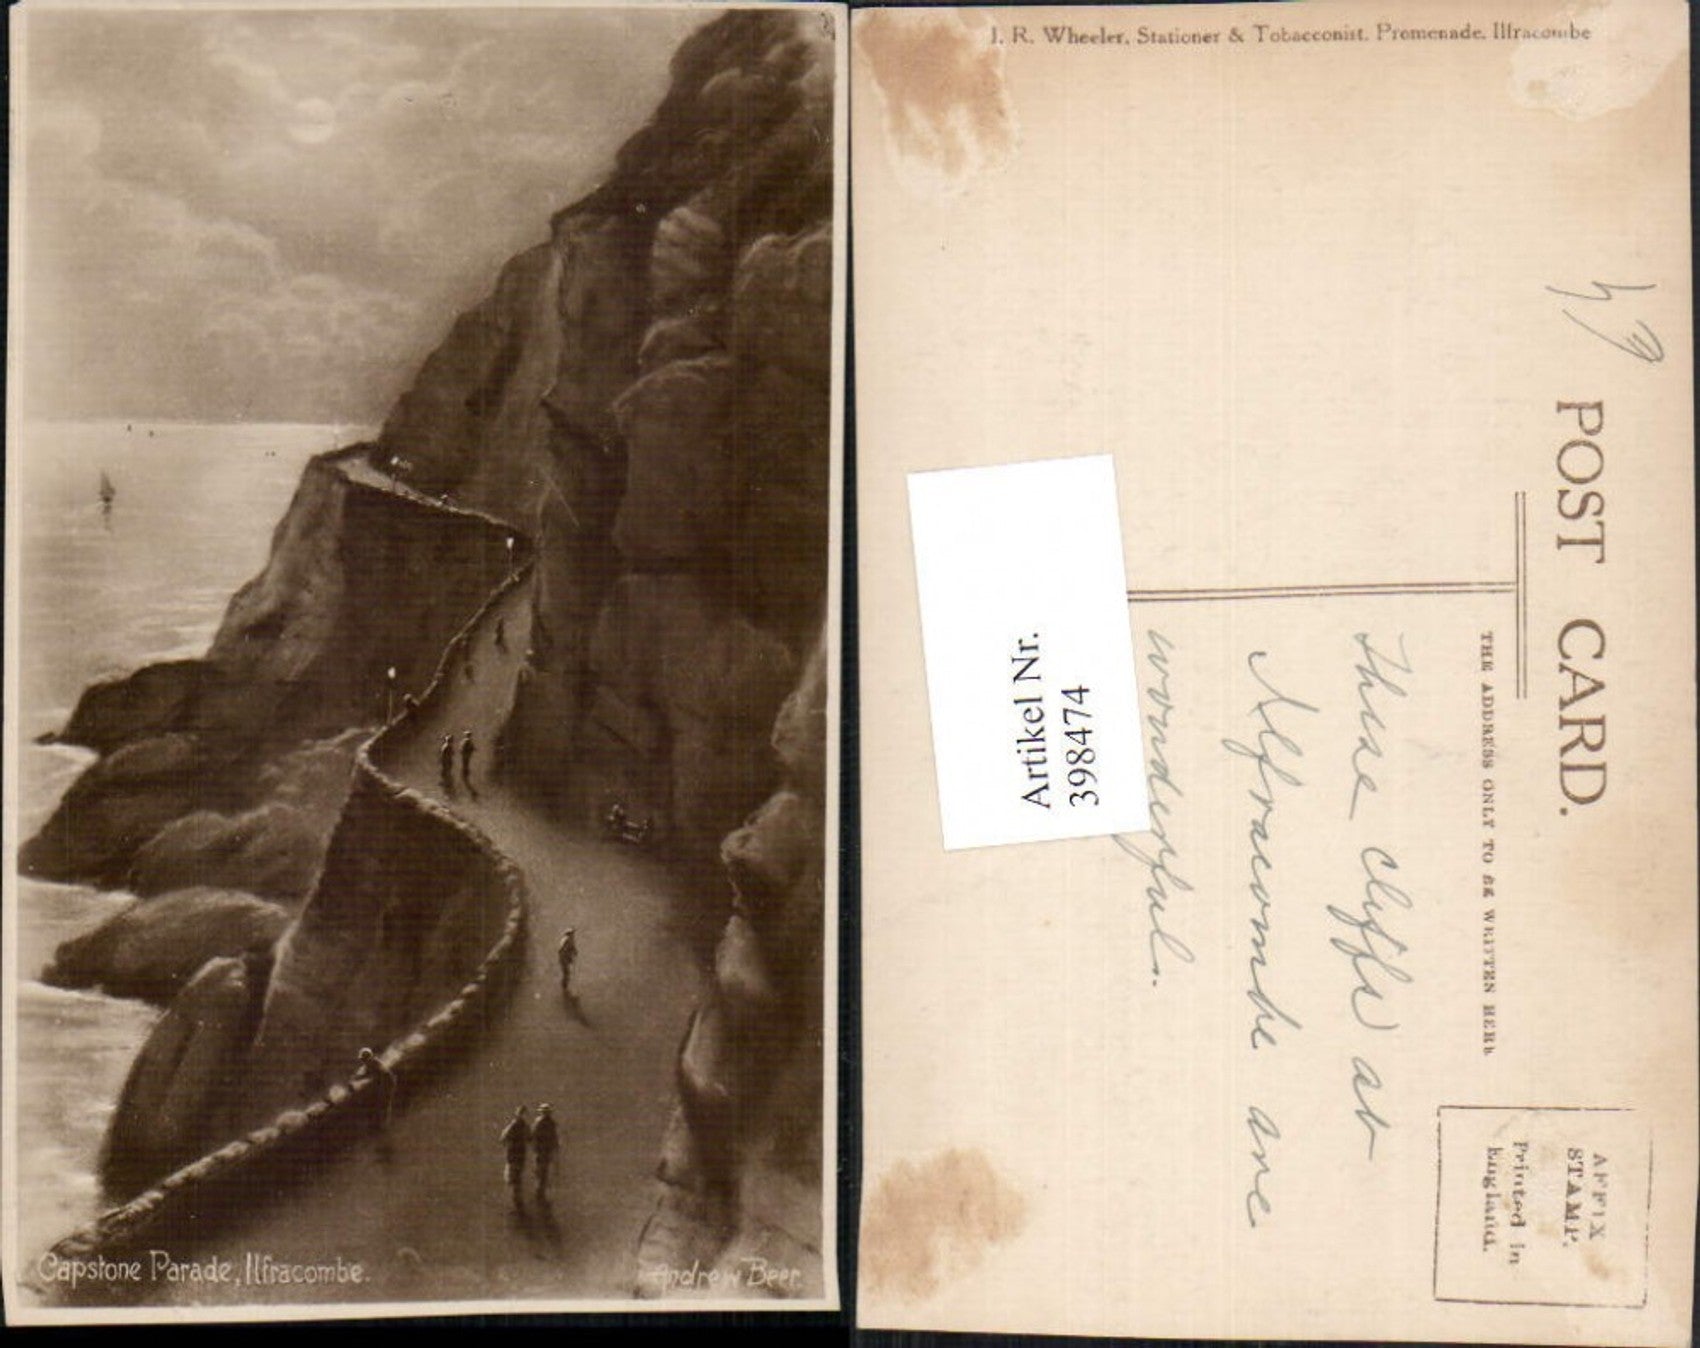 Capstone Parade, Ilfracombe.
Andrew Beer.
J. R. Wheeler, Stationer & Tobacconist, Promenade, Ilfracombe
POST CARD.
THE ADDRESS ONLY TO BE WRITTEN HERE
AFFIX
STAMP.
Printed in
England.
These Cliffs at
Ilfracombe are
wonderful.
Artikel Nr.
398474